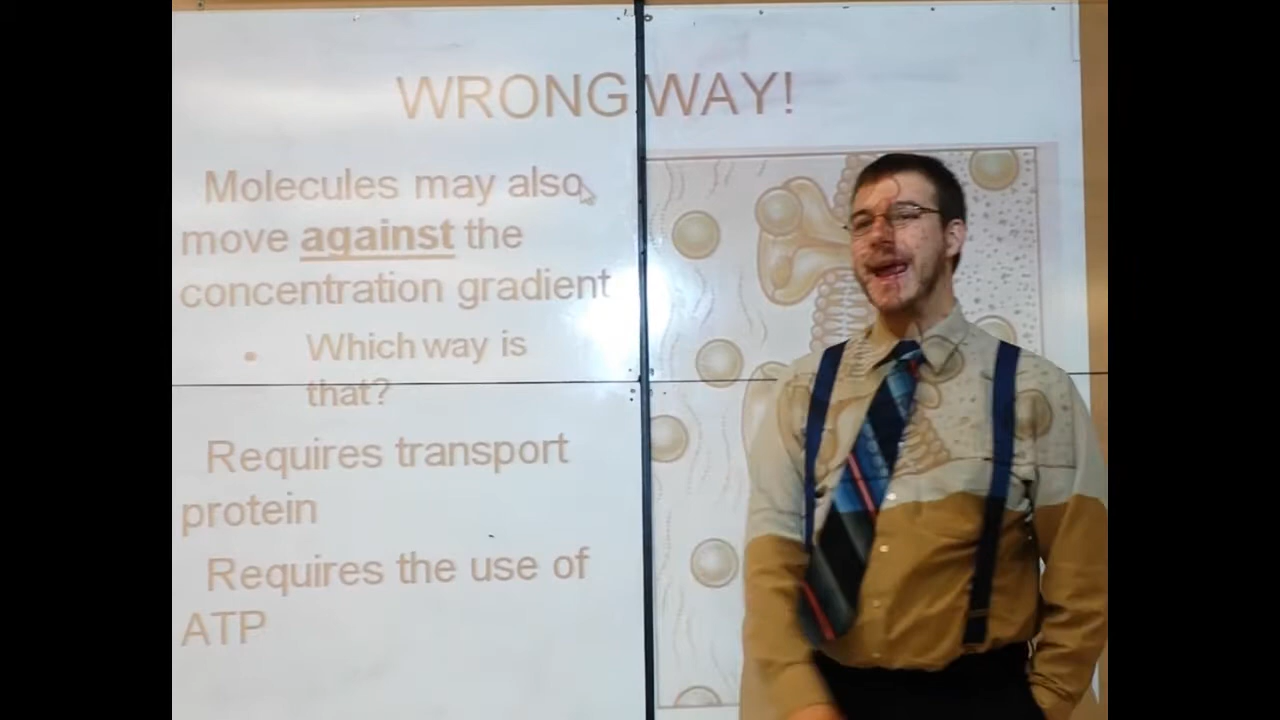 WRONG WAY!
Molecules may also
move against the
concentration gradient
• Which way is
that?
Requires transport
protein
Requires the use of
ATP